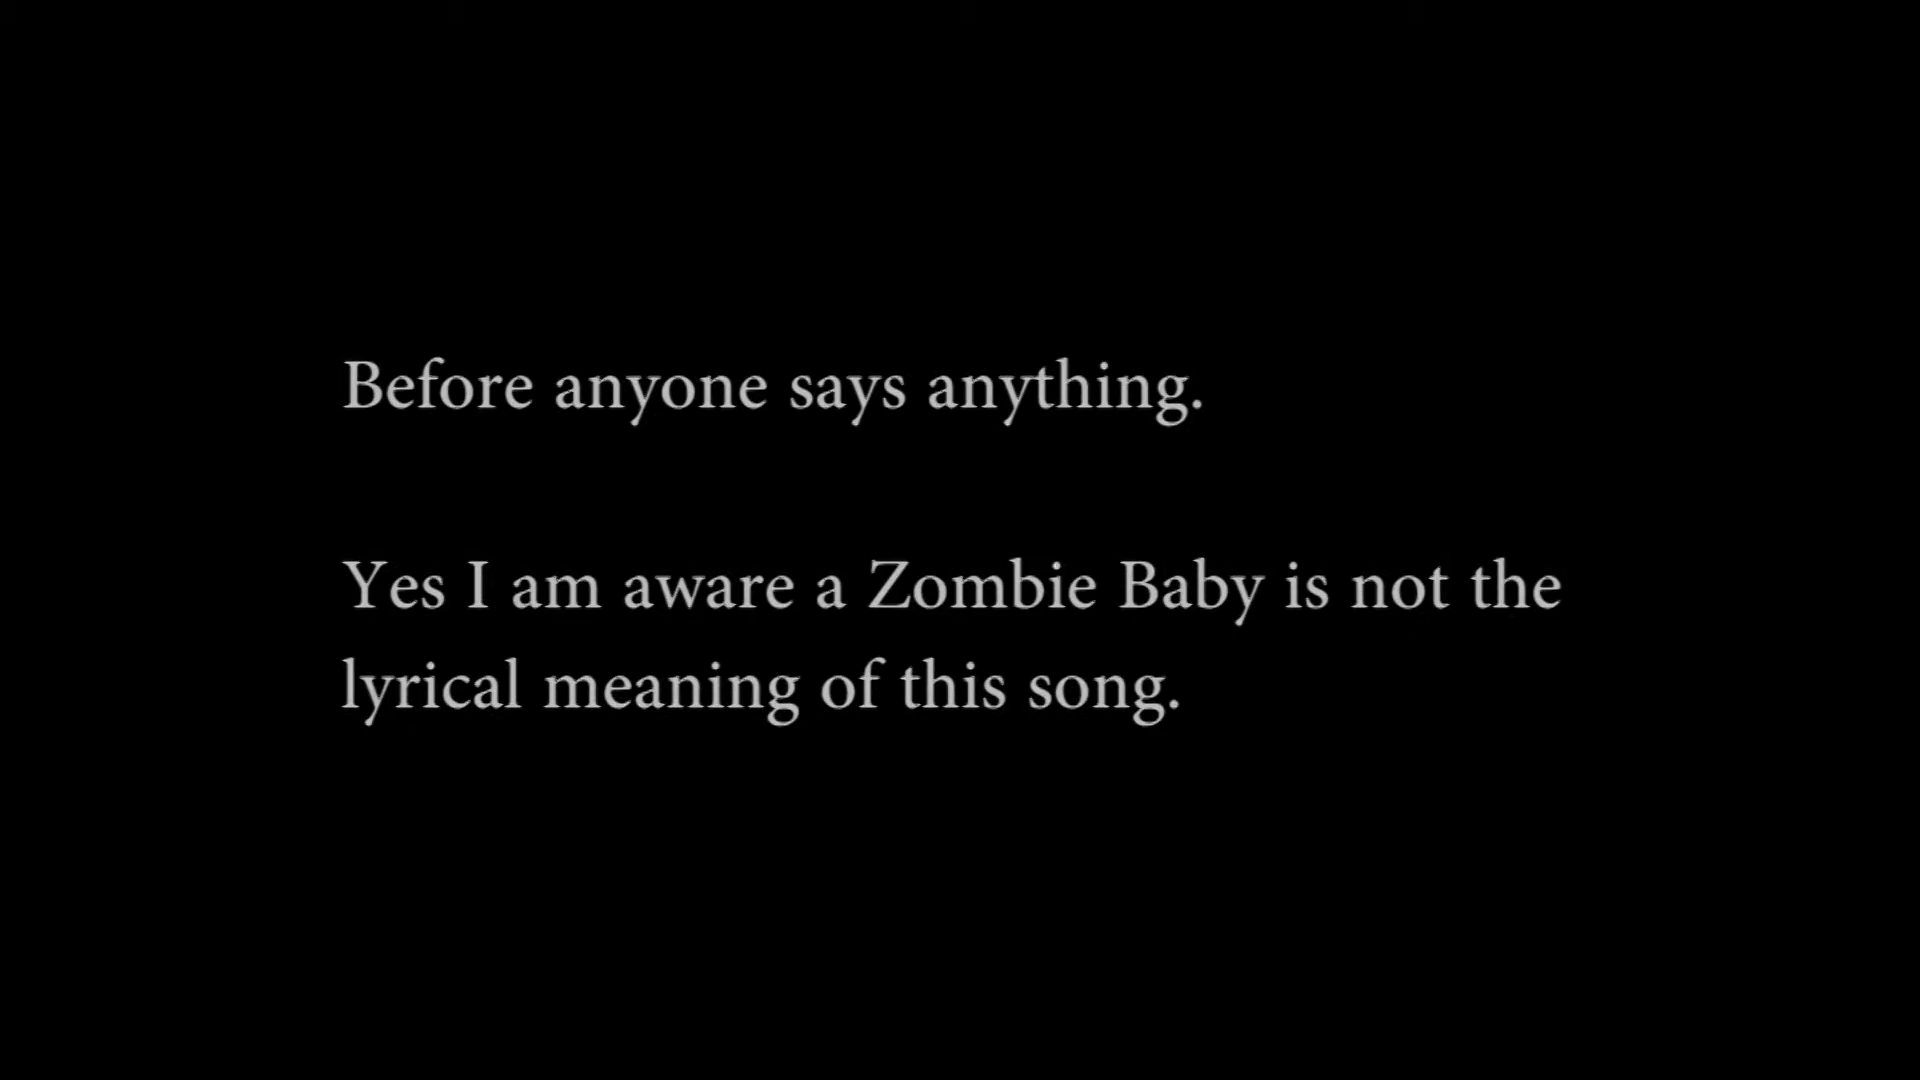 Before anyone says anything.
Yes I am aware a Zombie Baby is not the
lyrical meaning of this song.